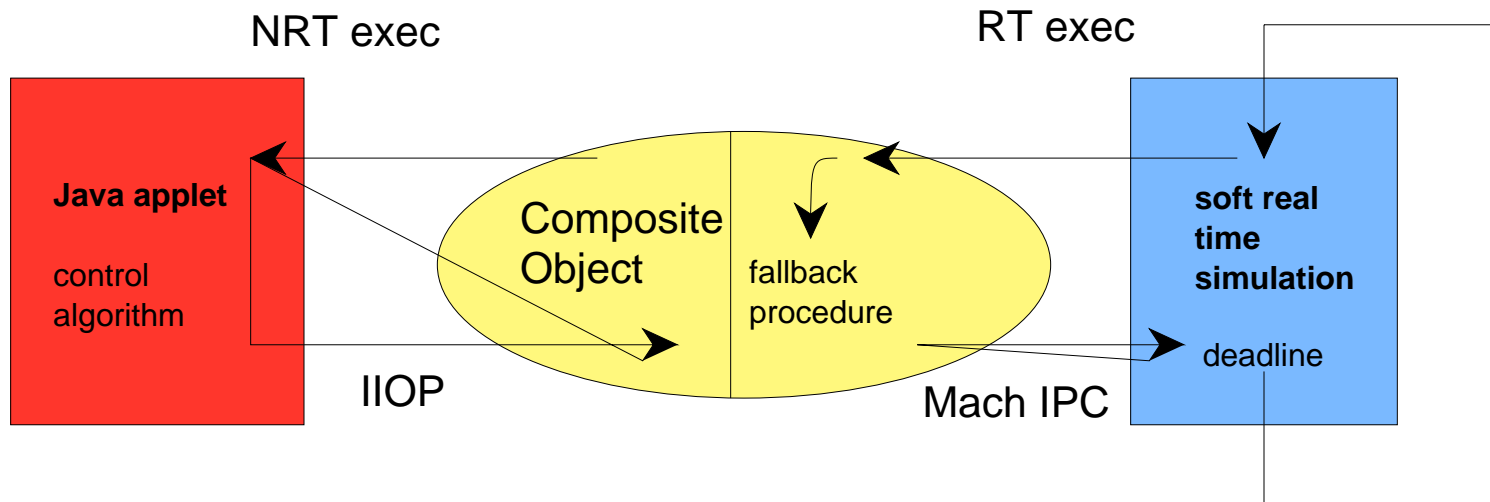 NRT exec
RT exec
Java applet
control
algorithm
Composite
Object
fallback
procedure
soft real
time
simulation
deadline
IIOP
Mach IPC